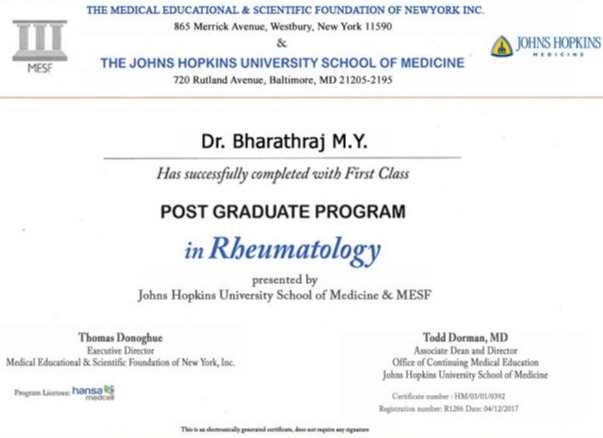 THE MEDICAL EDUCATIONAL & SCIENTIFIC FOUNDATION OF NEWYORK INC.
865 Merrick Avenue, Westbury, New York 11590
&
THE JOHNS HOPKINS UNIVERSITY SCHOOL OF MEDICINE
720 Rutland Avenue, Baltimore, MD 21205-2195
MESF
JOHNS HOPKINS
MEDICINE
Dr. Bharathraj M.Y.
Has successfully completed with First Class
POST GRADUATE PROGRAM
in Rheumatology
presented by
Johns Hopkins University School of Medicine & MESF
Thomas Donoghue
Executive Director
Medical Educational & Scientific Foundation of New York, Inc.
Program Licensee: hansa medcell
Todd Dorman, MD
Associate Dean and Director
Office of Continuing Medical Education
Johns Hopkins University School of Medicine
Certificate number : HM/03/01/0392
Registration number: R1286 Date: 04/12/2017
This is an electronically generated certificate, does not require any signature